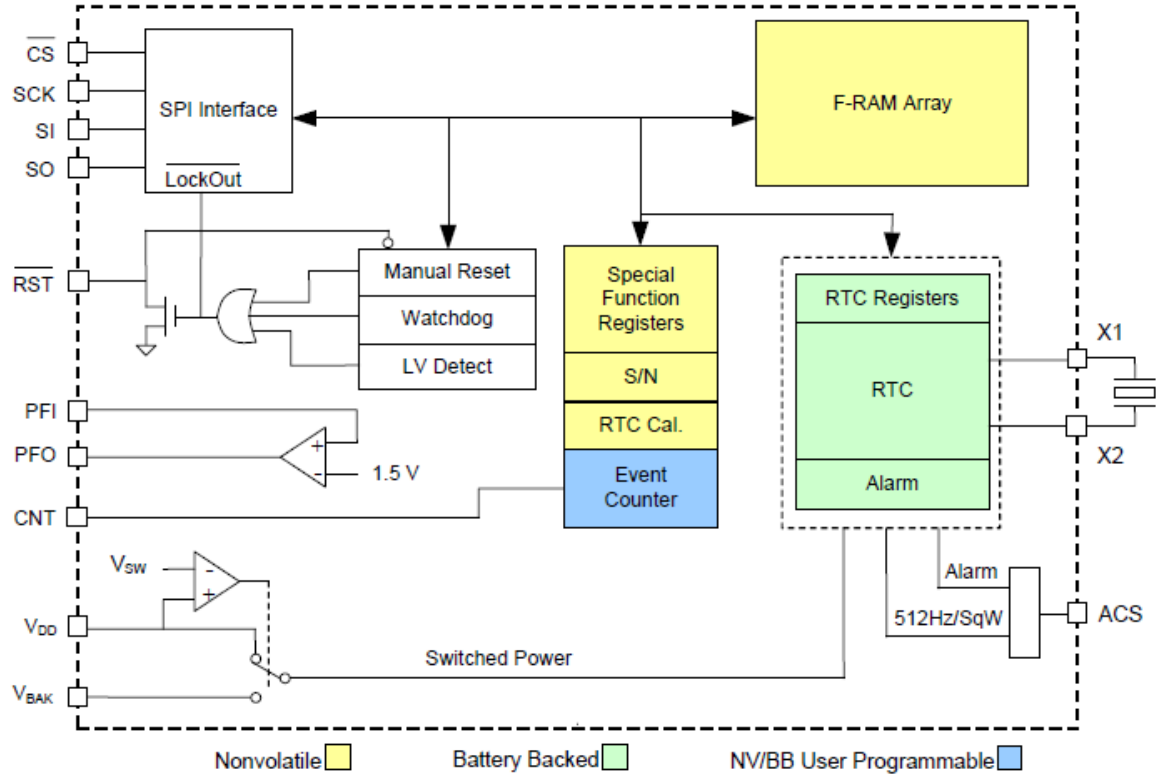 CS
SCK
SI
SO
SPI Interface
LockOut
F-RAM Array
RST
Manual Reset
Watchdog
LV Detect
Special
Function
Registers
S/N
RTC Cal.
Event
Counter
RTC Registers
RTC
Alarm
X1
X2
PFI
PFO
+
-
1.5 V
CNT
VSW
-
+
VDD
VBAK
Switched Power
Alarm
512Hz/SqW
ACS
Nonvolatile
Battery Backed
NV/BB User Programmable